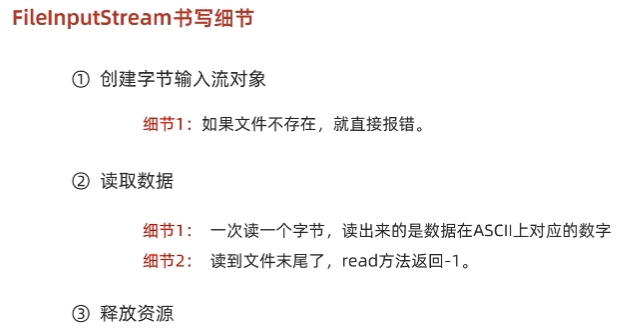 FileInputStream书写细节
① 创建字节输入流对象
细节1：如果文件不存在，就直接报错。
② 读取数据
细节1： 一次读一个字节，读出来的是数据在ASCII上对应的数字
细节2： 读到文件末尾了，read方法返回-1。
③ 释放资源